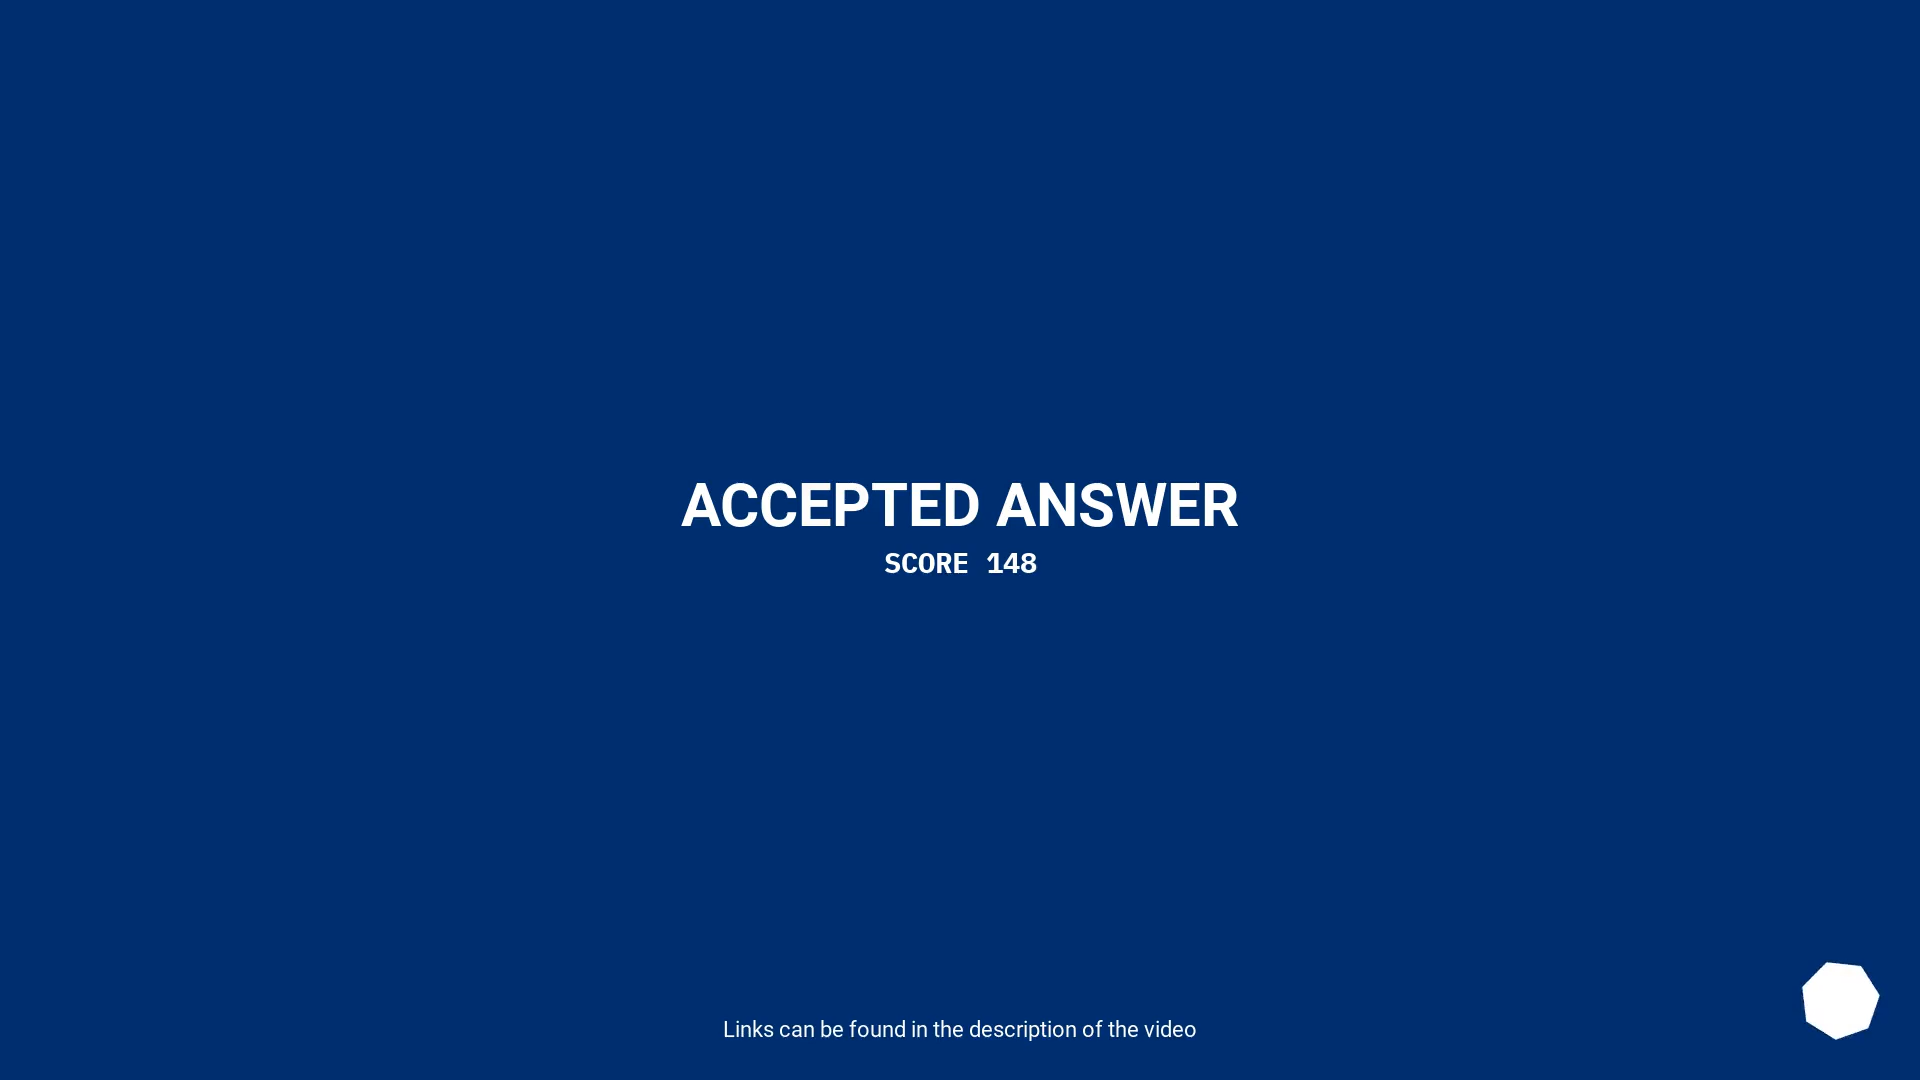 ACCEPTED ANSWER
SCORE 148
Links can be found in the description of the video